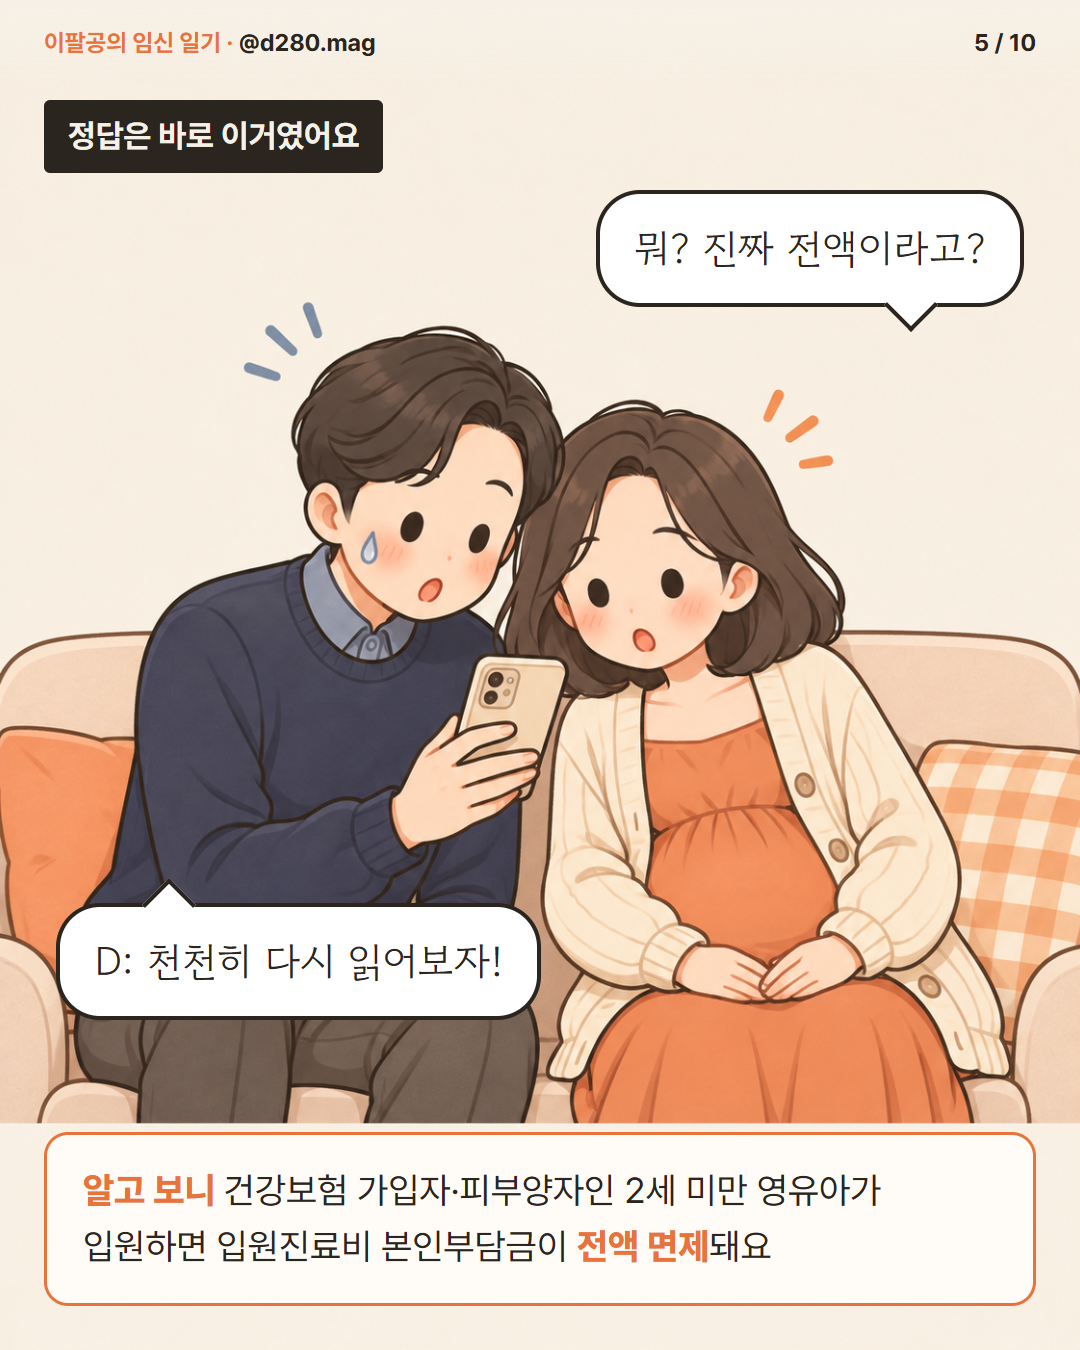 이팔공의 임신 일기 · @d280.mag
5 / 10
정답은 바로 이거였어요
뭐? 진짜 전액이라고?
D: 천천히 다시 읽어보자!
알고 보니 건강보험 가입자·피부양자인 2세 미만 영유아가
입원하면 입원진료비 본인부담금이 전액 면제돼요